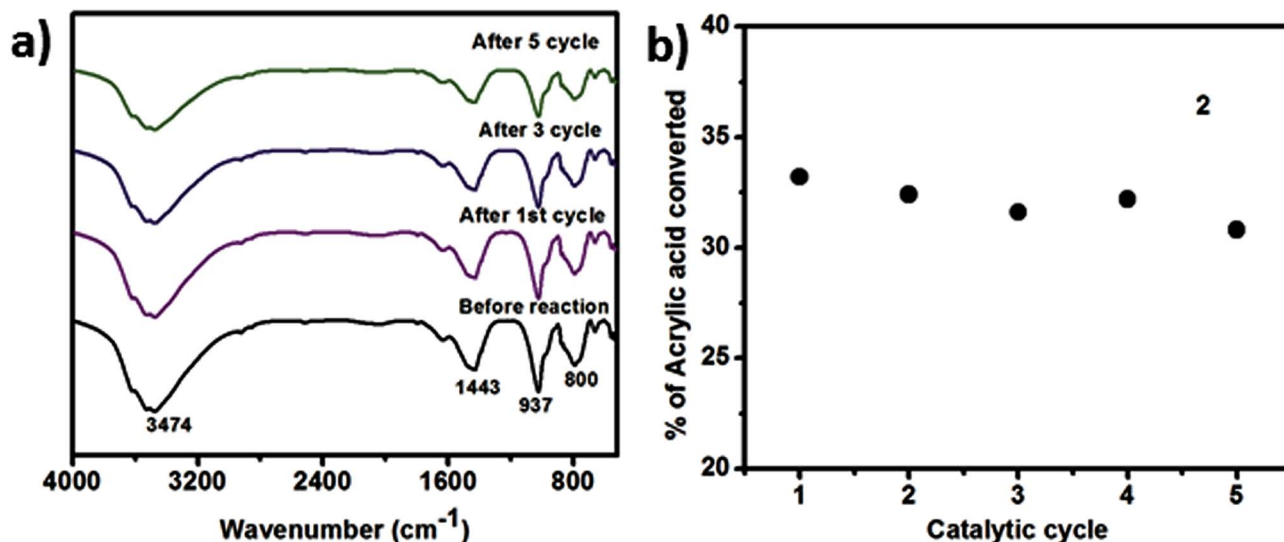 a)
After 5 cycle
After 3 cycle
After 1st cycle
Before reaction
3474
1443
937
800
4000 3200 2400 1600 800
Wavenumber (cm-1)
b)
2
% of Acrylic acid converted
40
35
30
25
20
1 2 3 4 5
Catalytic cycle